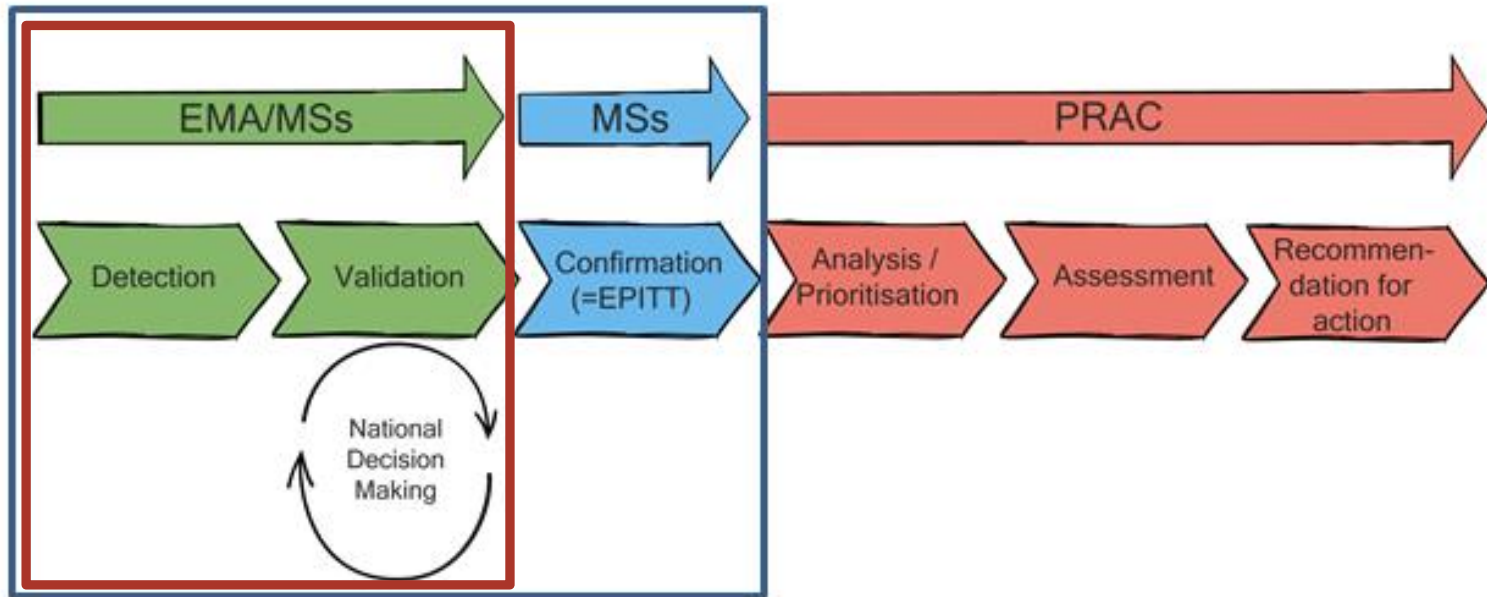 EMA/MSs
MSs
PRAC
Detection
Validation
Confirmation
(=EPITT)
Analysis /
Prioritisation
Assessment
Recommen-
dation for
action
National
Decision
Making